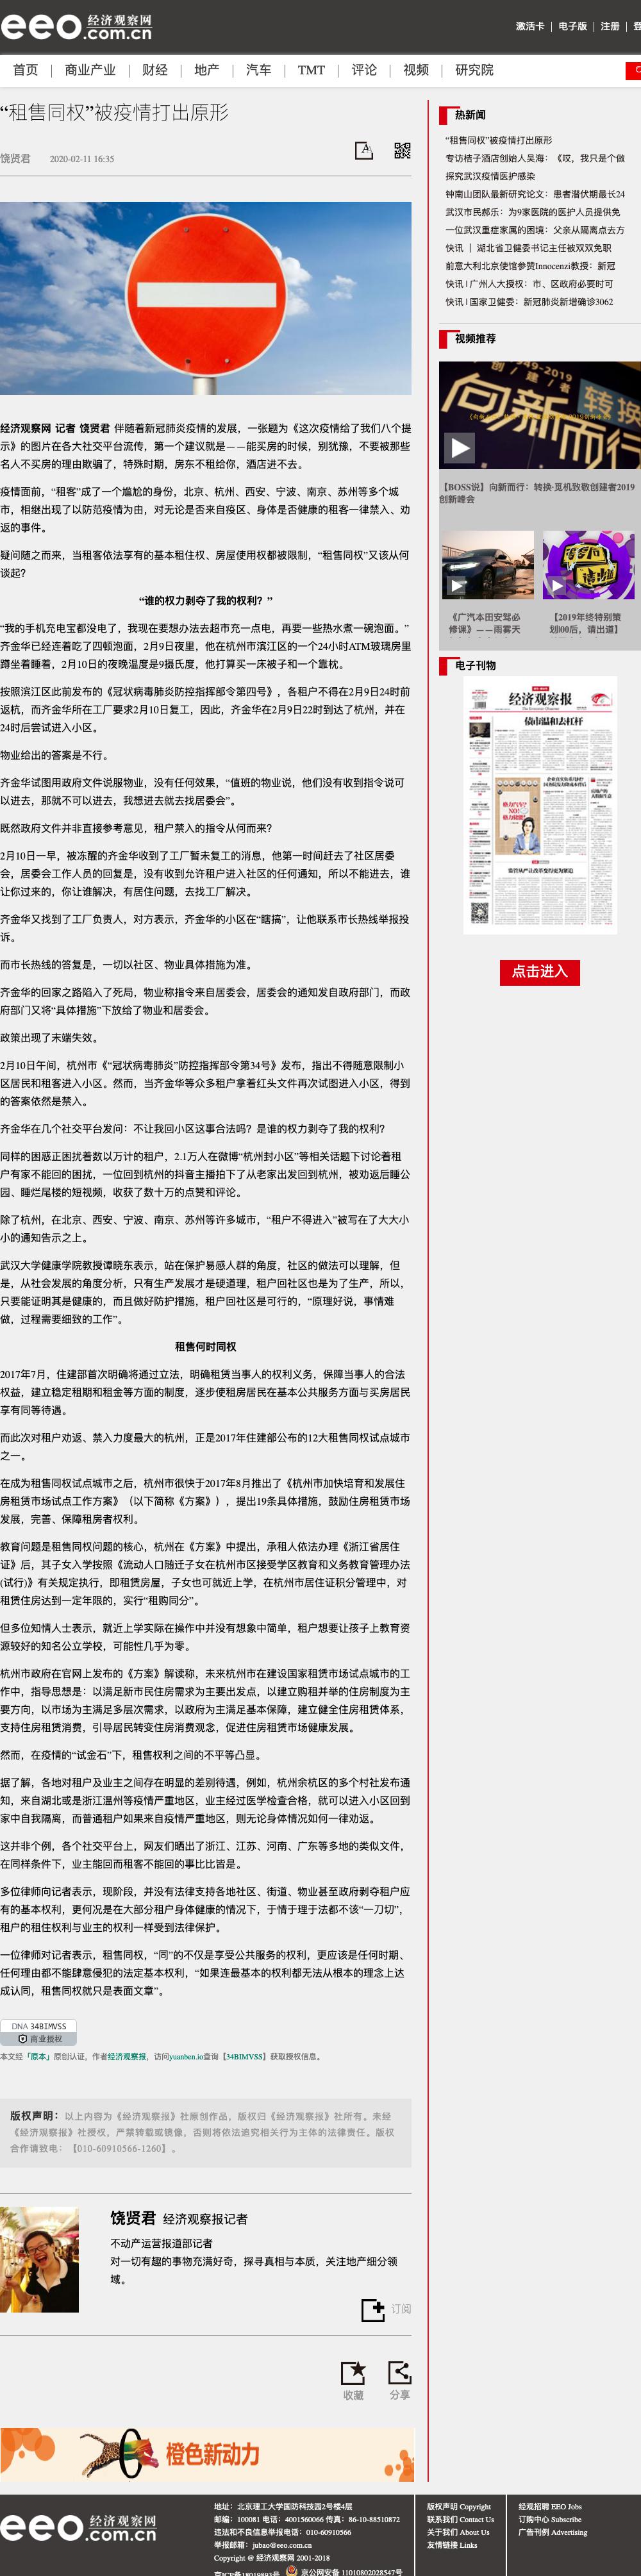 eeo 经济观察网
.com.cn
激活卡 | 电子版 | 注册 |
首页 | 商业产业 | 财经 | 地产 | 汽车 | TMT | 评论 | 视频 | 研究院
“租售同权”被疫情打出原形
饶贤君 2020-02-11 16:35
经济观察网 记者 饶贤君 伴随着新冠肺炎疫情的发展，一张题为《这次疫情给了我们八个提
示》的图片在各大社交平台流传，第一个建议就是——能买房的时候，别犹豫，不要被那些
名人不买房的理由欺骗了，特殊时期，房东不租给你，酒店进不去。
疫情面前，“租客”成了一个尴尬的身份，北京、杭州、西安、宁波、南京、苏州等多个城
市，相继出现了以防范疫情为由，对无论是否来自疫区、身体是否健康的租客一律禁入、劝
返的事件。
疑问随之而来，当租客依法享有的基本租住权、房屋使用权都被限制，“租售同权”又该从何
谈起？
“谁的权力剥夺了我的权利？”
“我的手机充电宝都没电了，我现在要想办法去超市充一点电，再要一些热水煮一碗泡面。”
齐金华已经连着吃了四顿泡面，2月9日夜里，他在杭州市滨江区的一个24小时ATM玻璃房里
蹲坐着睡着，2月10日的夜晚温度是9摄氏度，他打算买一床被子和一个靠枕。
按照滨江区此前发布的《冠状病毒肺炎防控指挥部令第四号》，各租户不得在2月9日24时前
返杭，而齐金华所在工厂要求2月10日复工，因此，齐金华在2月9日22时到达了杭州，并在
24时后尝试进入小区。
物业给出的答案是不行。
齐金华试图用政府文件说服物业，没有任何效果，“值班的物业说，他们没有收到指令说可
以进去，那就不可以进去，我想进去就去找居委会”。
既然政府文件并非直接参考意见，租户禁入的指令从何而来？
2月10日一早，被冻醒的齐金华收到了工厂暂未复工的消息，他第一时间赶去了社区居委
会，居委会工作人员的回复是，没有收到允许租户进入社区的任何通知，所以不能进去，谁
让你过来的，你让谁解决，有居住问题，去找工厂解决。
齐金华又找到了工厂负责人，对方表示，齐金华的小区在“瞎搞”，让他联系市长热线举报投
诉。
而市长热线的答复是，一切以社区、物业具体措施为准。
齐金华的回家之路陷入了死局，物业称指令来自居委会，居委会的通知发自政府部门，而政
府部门又将“具体措施”下放给了物业和居委会。
政策出现了末端失效。
2月10日午间，杭州市《“冠状病毒肺炎”防控指挥部令第34号》发布，指出不得随意限制小
区居民和租客进入小区。然而，当齐金华等众多租户拿着红头文件再次试图进入小区，得到
的答案依然是禁入。
齐金华在几个社交平台发问：不让我回小区这事合法吗？是谁的权力剥夺了我的权利？
同样的困惑正困扰着数以万计的租户，2.1万人在微博“杭州封小区”等相关话题下讨论着租
户有家不能回的困扰，一位回到杭州的抖音主播拍下了从老家出发回到杭州，被劝返后睡公
园、睡烂尾楼的短视频，收获了数十万的点赞和评论。
除了杭州，在北京、西安、宁波、南京、苏州等许多城市，“租户不得进入”被写在了大大小
小的通知告示之上。
武汉大学健康学院教授谭晓东表示，站在保护易感人群的角度，社区的做法可以理解，但
是，从社会发展的角度分析，只有生产发展才是硬道理，租户回社区也是为了生产，所以，
只要能证明其是健康的，而且做好防护措施，租户回社区是可行的，“原理好说，事情难
做，过程需要细致的工作”。
租售何时同权
2017年7月，住建部首次明确将通过立法，明确租赁当事人的权利义务，保障当事人的合法
权益，建立稳定租期和租金等方面的制度，逐步使租房居民在基本公共服务方面与买房居民
享有同等待遇。
而此次对租户劝返、禁入力度最大的杭州，正是2017年住建部公布的12大租售同权试点城市
之一。
在成为租售同权试点城市之后，杭州市很快于2017年8月推出了《杭州市加快培育和发展住
房租赁市场试点工作方案》（以下简称《方案》），提出19条具体措施，鼓励住房租赁市场
发展，完善、保障租房者权利。
教育问题是租售同权问题的核心，杭州在《方案》中提出，承租人依法办理《浙江省居住
证》后，其子女入学按照《流动人口随迁子女在杭州市区接受学区教育和义务教育管理办法
(试行)》有关规定执行，即租赁房屋，子女也可就近上学，在杭州市居住证积分管理中，对
租赁住房达到一定年限的，实行“租购同分”。
但多位知情人士表示，就近上学实际在操作中并没有想象中简单，租户想要让孩子上教育资
源较好的知名公立学校，可能性几乎为零。
杭州市政府在官网上发布的《方案》解读称，未来杭州市在建设国家租赁市场试点城市的工
作中，指导思想是：以满足新市民住房需求为主要出发点，以建立购租并举的住房制度为主
要方向，以市场为主满足多层次需求，以政府为主满足基本保障，建立健全住房租赁体系，
支持住房租赁消费，引导居民转变住房消费观念，促进住房租赁市场健康发展。
然而，在疫情的“试金石”下，租售权利之间的不平等凸显。
据了解，各地对租户及业主之间存在明显的差别待遇，例如，杭州余杭区的多个村社发布通
知，来自湖北或是浙江温州等疫情严重地区，业主经过医学检查合格，就可以进入小区回到
家中自我隔离，而普通租户如果来自疫情严重地区，则无论身体情况如何一律劝返。
这并非个例，各个社交平台上，网友们晒出了浙江、江苏、河南、广东等多地的类似文件，
在同样条件下，业主能回而租客不能回的事比比皆是。
多位律师向记者表示，现阶段，并没有法律支持各地社区、街道、物业甚至政府剥夺租户应
有的基本权利，更何况是在大部分租户身体健康的情况下，于情于理于法都不该“一刀切”，
租户的租住权利与业主的权利一样受到法律保护。
一位律师对记者表示，租售同权，“同”的不仅是享受公共服务的权利，更应该是任何时期、
任何理由都不能肆意侵犯的法定基本权利，“如果连最基本的权利都无法从根本的理念上达
成认同，租售同权就只是表面文章”。
DNA 34BIMVSS
商业授权
本文经「原本」原创认证，作者经济观察报，访问yuanben.io查询【34BIMVSS】获取授权信息。
版权声明：以上内容为《经济观察报》社原创作品，版权归《经济观察报》社所有。未经
《经济观察报》社授权，严禁转载或镜像，否则将依法追究相关行为主体的法律责任。版权
合作请致电：【010-60910566-1260】。
饶贤君 经济观察报记者
不动产运营报道部记者
对一切有趣的事物充满好奇，探寻真相与本质，关注地产细分领
域。
订阅
收藏 分享
橙色新动力
热新闻
“租售同权”被疫情打出原形
专访桔子酒店创始人吴海：《哎，我只是个做
探究武汉疫情医护感染
钟南山团队最新研究论文：患者潜伏期最长24
武汉市民郝乐：为9家医院的医护人员提供免
一位武汉重症家属的困境：父亲从隔离点去方
快讯 ｜ 湖北省卫健委书记主任被双双免职
前意大利北京使馆参赞Innocenzi教授：新冠
快讯 | 广州人大授权：市、区政府必要时可
快讯 | 国家卫健委：新冠肺炎新增确诊3062
视频推荐
【BOSS说】向新而行：转换·觅机致敬创建者2019
创新峰会
《广汽本田安驾必
修课》——雨雾天
【2019年终特别策
划|00后，请出道】
电子刊物
经济观察报
债市温和去杠杆
点击进入
eeo 经济观察网
.com.cn
地址：北京理工大学国防科技园2号楼4层
邮编：100081 电话：4001560066 传真：86-10-88510872
违法和不良信息举报电话：010-60910566
举报邮箱：jubao@eeo.com.cn
Copyright @ 经济观察网 2001-2018
京ICP备18019893号 京公网安备 11010802028547号
版权声明 Copyright
联系我们 Contact Us
关于我们 About Us
友情链接 Links
经观招聘 EEO Jobs
订购中心 Subscribe
广告刊例 Advertising